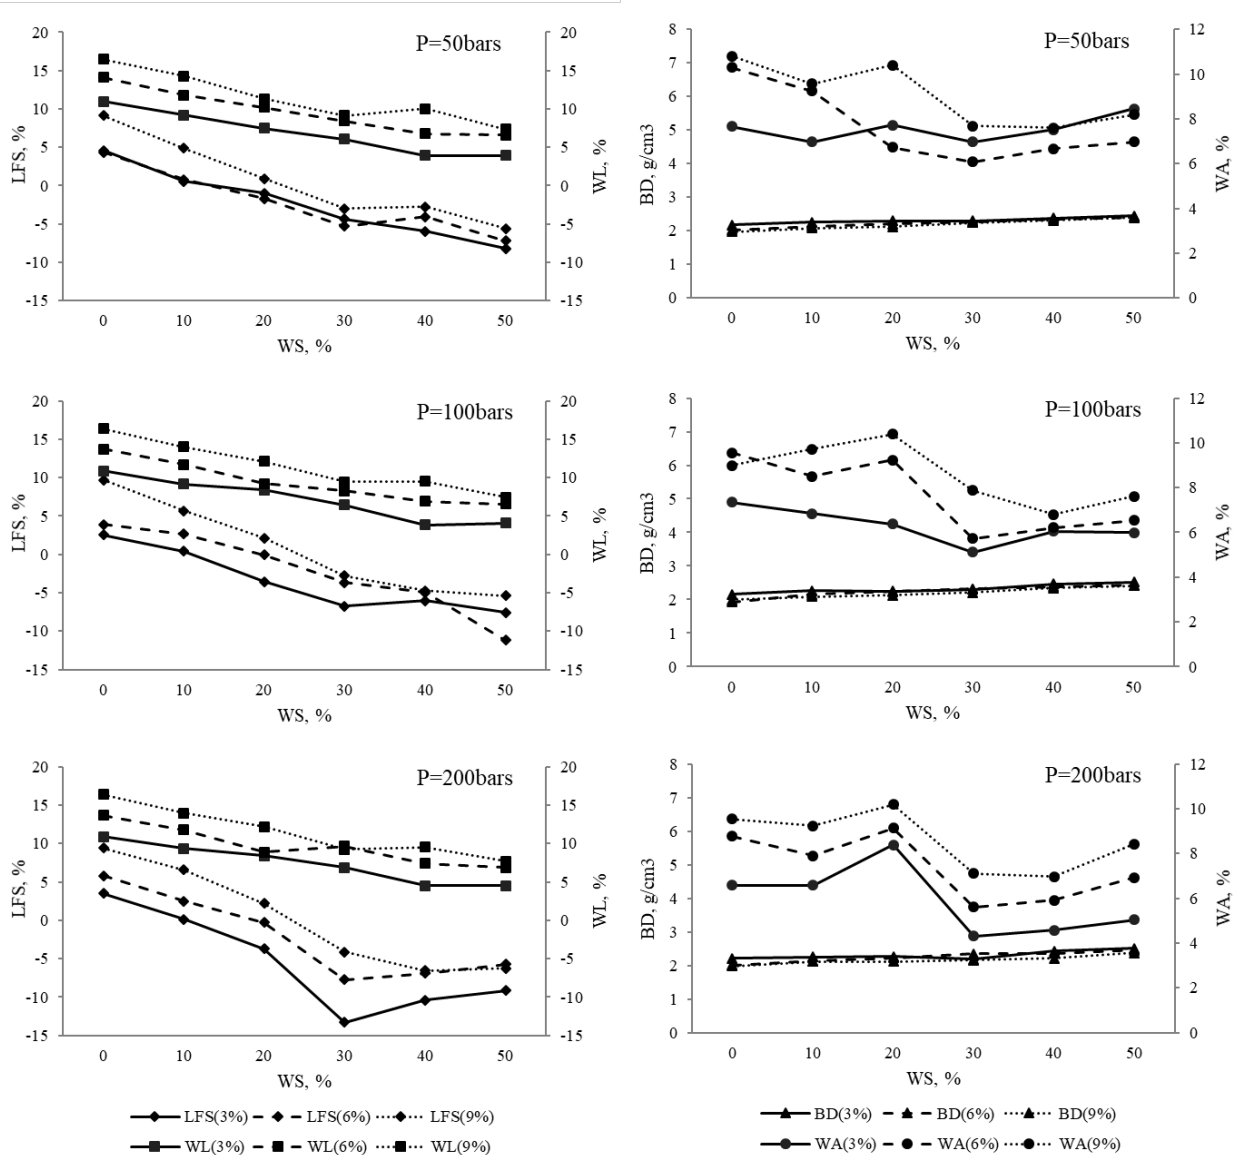 P=50bars
20
15
10
5
0
-5
-10
-15
LFS, %
20
15
10
5
0
-5
-10
-15
WL, %
0 10 20 30 40 50
WS, %
P=50bars
8
7
6
5
4
3
2
1
0
BD, g/cm3
12
10
8
6
4
2
0
WA, %
0 10 20 30 40 50
WS, %
P=100bars
20
15
10
5
0
-5
-10
-15
LFS, %
20
15
10
5
0
-5
-10
-15
WL, %
0 10 20 30 40 50
WS, %
P=100bars
8
7
6
5
4
3
2
1
0
BD, g/cm3
12
10
8
6
4
2
0
WA, %
0 10 20 30 40 50
WS, %
P=200bars
20
15
10
5
0
-5
-10
-15
LFS, %
20
15
10
5
0
-5
-10
-15
WL, %
0 10 20 30 40 50
WS, %
P=200bars
8
7
6
5
4
3
2
1
0
BD, g/cm3
12
10
8
6
4
2
0
WA, %
0 10 20 30 40 50
WS, %
LFS(3%) LFS(6%) LFS(9%)
WL(3%) WL(6%) WL(9%)
BD(3%) BD(6%) BD(9%)
WA(3%) WA(6%) WA(9%)